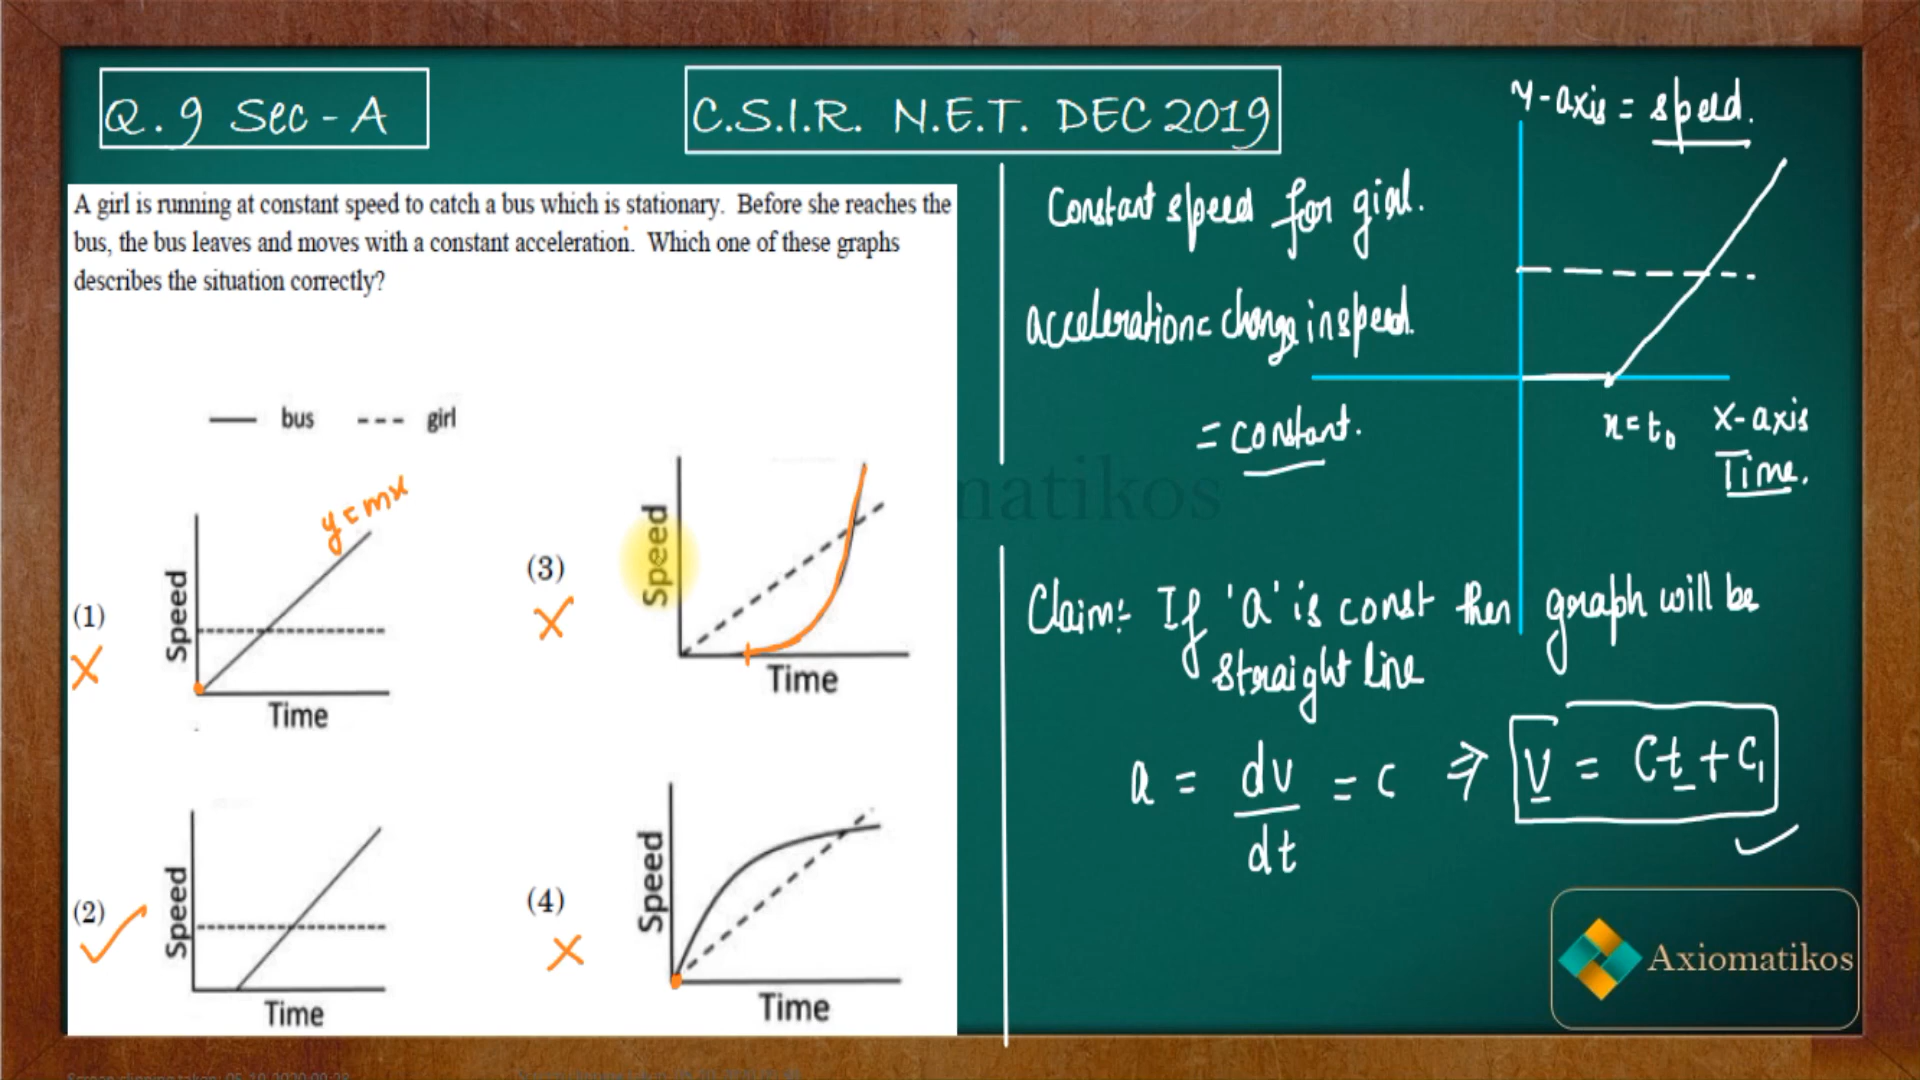 Q.9 Sec-A
C.S.I.R. N.E.T. DEC 2019
A girl is running at constant speed to catch a bus which is stationary. Before she reaches the
bus, the bus leaves and moves with a constant acceleration. Which one of these graphs
describes the situation correctly?
bus girl
(1)
X
Speed
y=mx
Time
(3)
X
Speed
Time
(2)
Speed
Time
(4)
X
Speed
Time
Constant speed for girl.
acceleration = change in speed.
= constant.
matikos
y-axis = speed.
x = t₀
X-axis
Time.
Claim:- If 'a' is const then graph will be
straight line
a = dv/dt = c ⇒ v = Ct + C₁
Axiomatikos